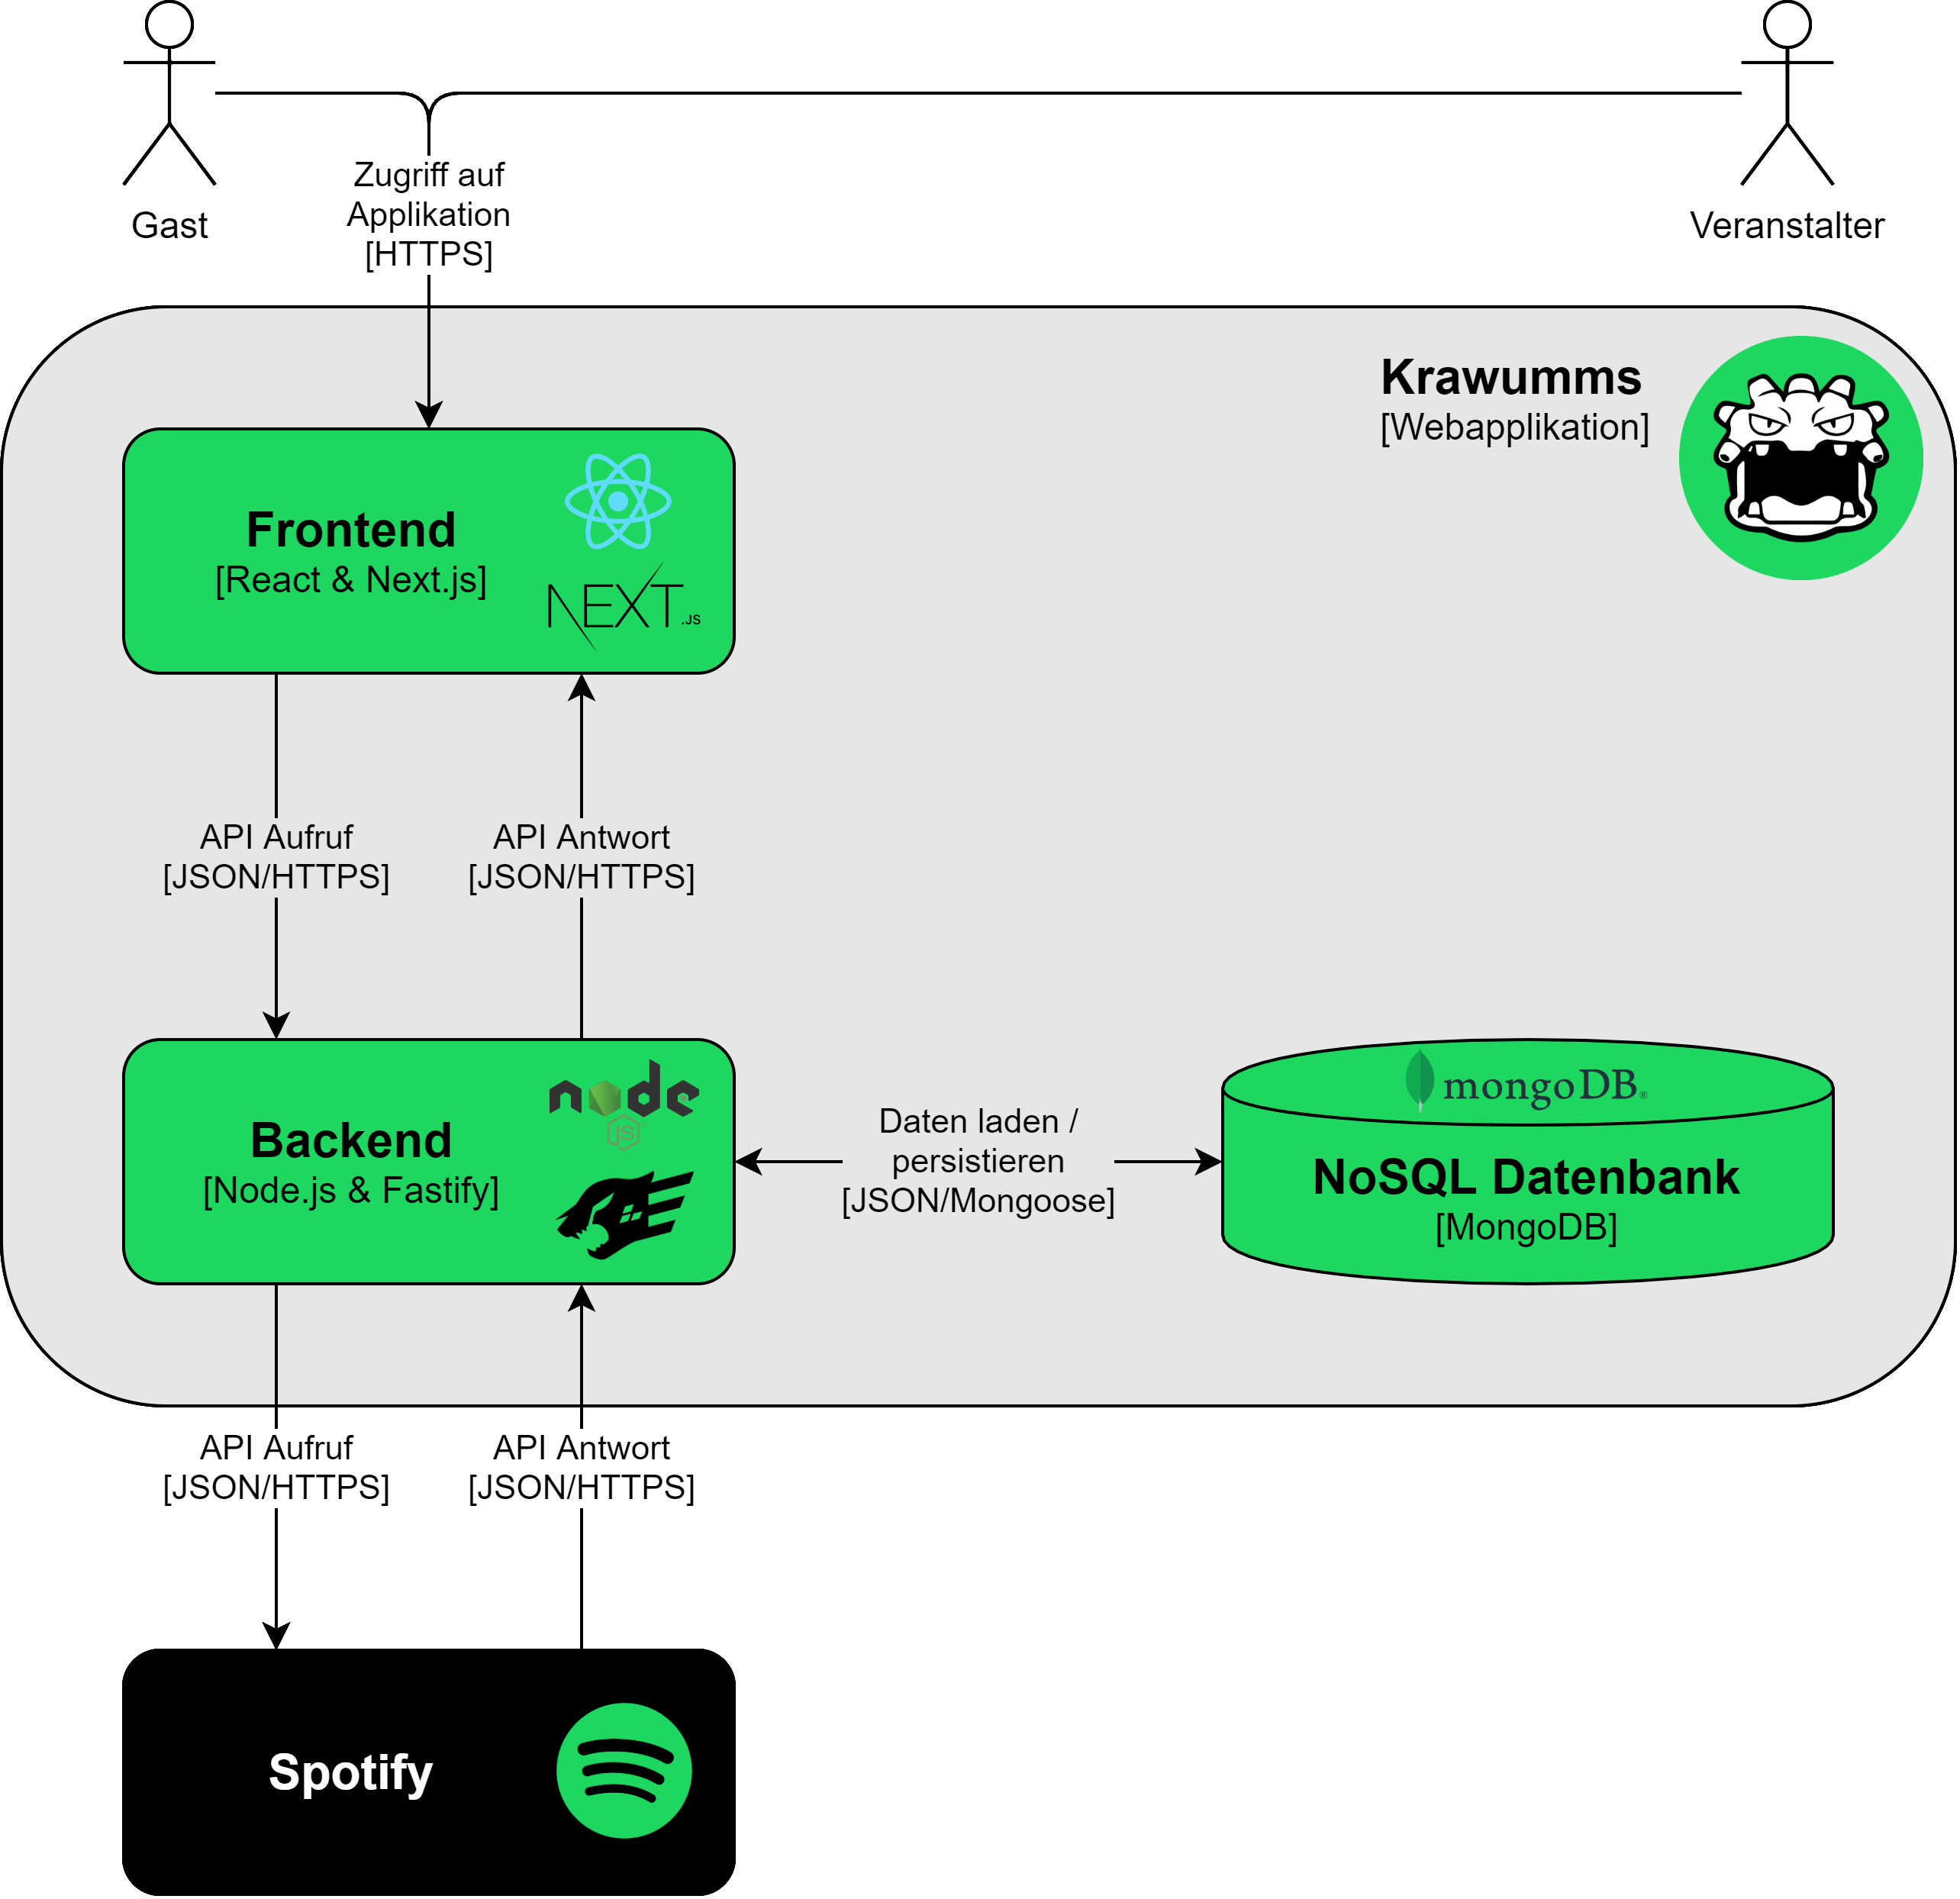 Gast
Zugriff auf
Applikation
[HTTPS]
Veranstalter
Krawumms
[Webapplikation]
Frontend
[React & Next.js]
NEXT.JS
API Aufruf
[JSON/HTTPS]
API Antwort
[JSON/HTTPS]
Backend
[Node.js & Fastify]
node
JS
Daten laden /
persistieren
[JSON/Mongoose]
mongoDB®
NoSQL Datenbank
[MongoDB]
API Aufruf
[JSON/HTTPS]
API Antwort
[JSON/HTTPS]
Spotify